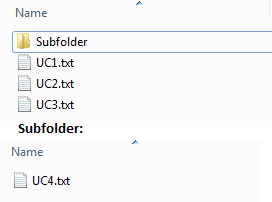 Name
Subfolder
UC1.txt
UC2.txt
UC3.txt
Subfolder:
Name
UC4.txt